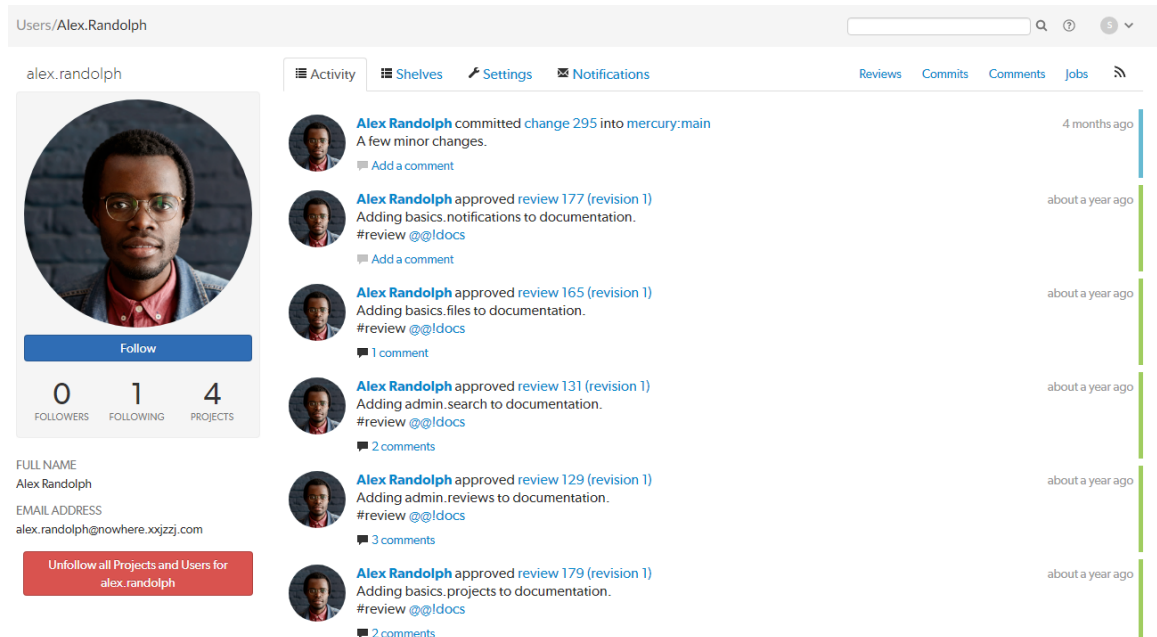 Users/Alex.Randolph
S
alex.randolph
Activity
Shelves
Settings
Notifications
Reviews
Commits
Comments
Jobs
Follow
0
FOLLOWERS
1
FOLLOWING
4
PROJECTS
FULL NAME
Alex Randolph
EMAIL ADDRESS
alex.randolph@nowhere.xxjzzj.com
Unfollow all Projects and Users for
alex.randolph
Alex Randolph committed change 295 into mercury:main
4 months ago
A few minor changes.
Add a comment
Alex Randolph approved review 177 (revision 1)
about a year ago
Adding basics.notifications to documentation.
#review @@!docs
Add a comment
Alex Randolph approved review 165 (revision 1)
about a year ago
Adding basics.files to documentation.
#review @@!docs
1 comment
Alex Randolph approved review 131 (revision 1)
about a year ago
Adding admin.search to documentation.
#review @@!docs
2 comments
Alex Randolph approved review 129 (revision 1)
about a year ago
Adding admin.reviews to documentation.
#review @@!docs
3 comments
Alex Randolph approved review 179 (revision 1)
about a year ago
Adding basics.projects to documentation.
#review @@!docs
2 comments